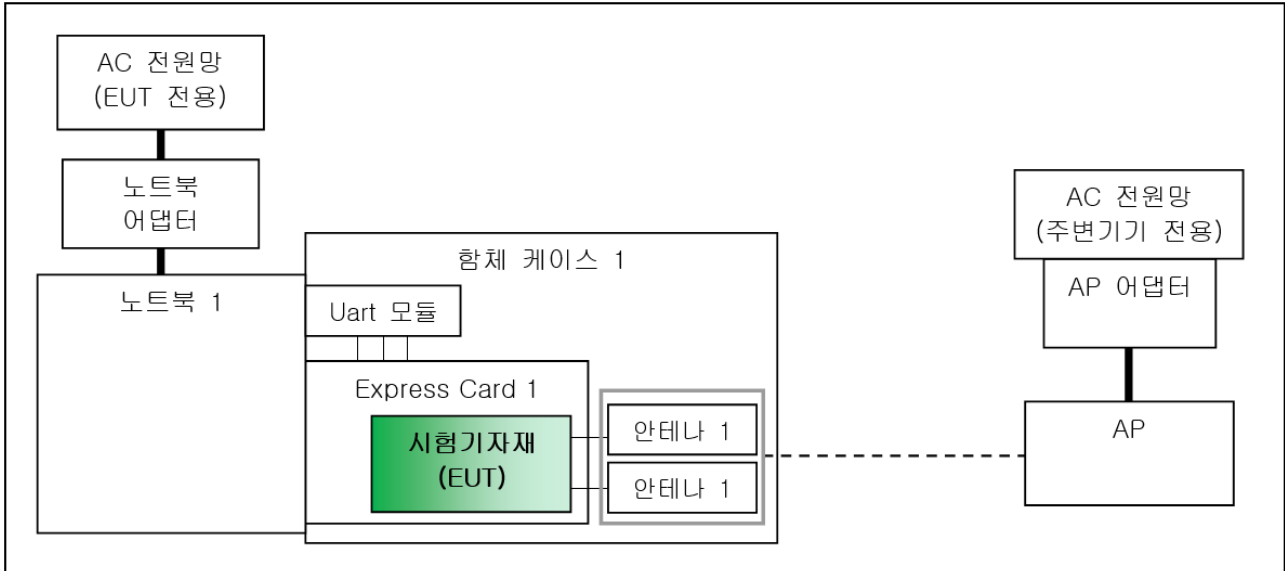 AC 전원망
(EUT 전용)
노트북
어댑터
노트북 1
함체 케이스 1
Uart 모듈
Express Card 1
시험기자재
(EUT)
안테나 1
안테나 1
AC 전원망
(주변기기 전용)
AP 어댑터
AP